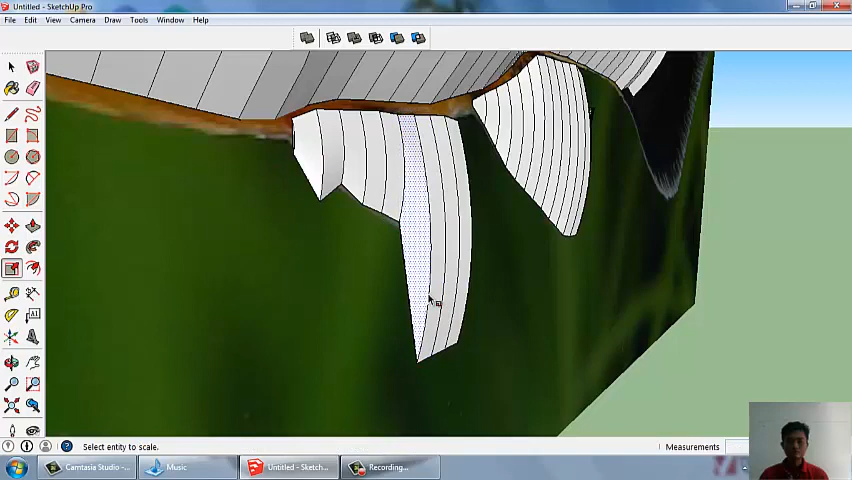 Untitled - SketchUp Pro
File Edit View Camera Draw Tools Window Help
A1
Select entity to scale.
Measurements
Camtasia Studio -...
Music
Untitled - Sketch...
Recording...